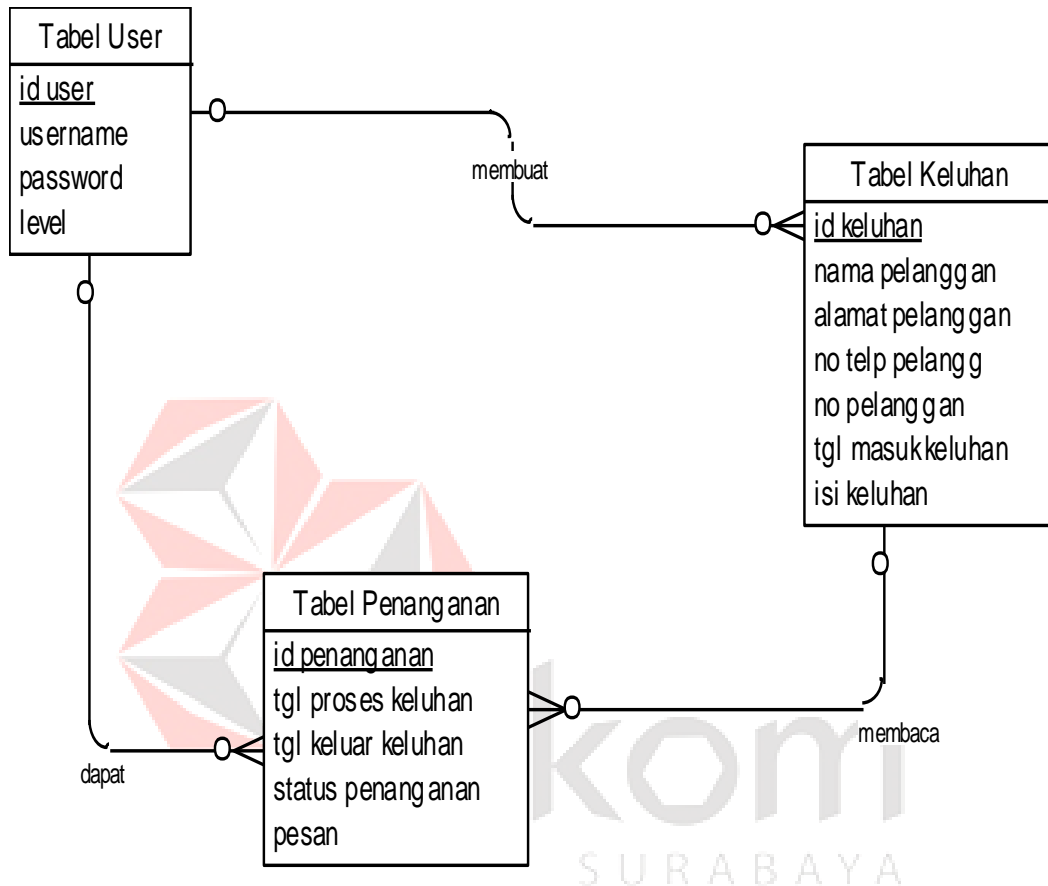 Tabel User
id user
username
password
level
membuat
Tabel Keluhan
id keluhan
nama pelanggan
alamat pelanggan
no telp pelangg
no pelanggan
tgl masuk keluhan
isi keluhan
Tabel Penanganan
id penanganan
tgl proses keluhan
tgl keluar keluhan
status penanganan
pesan
dapat
membaca
kom
SURABAYA